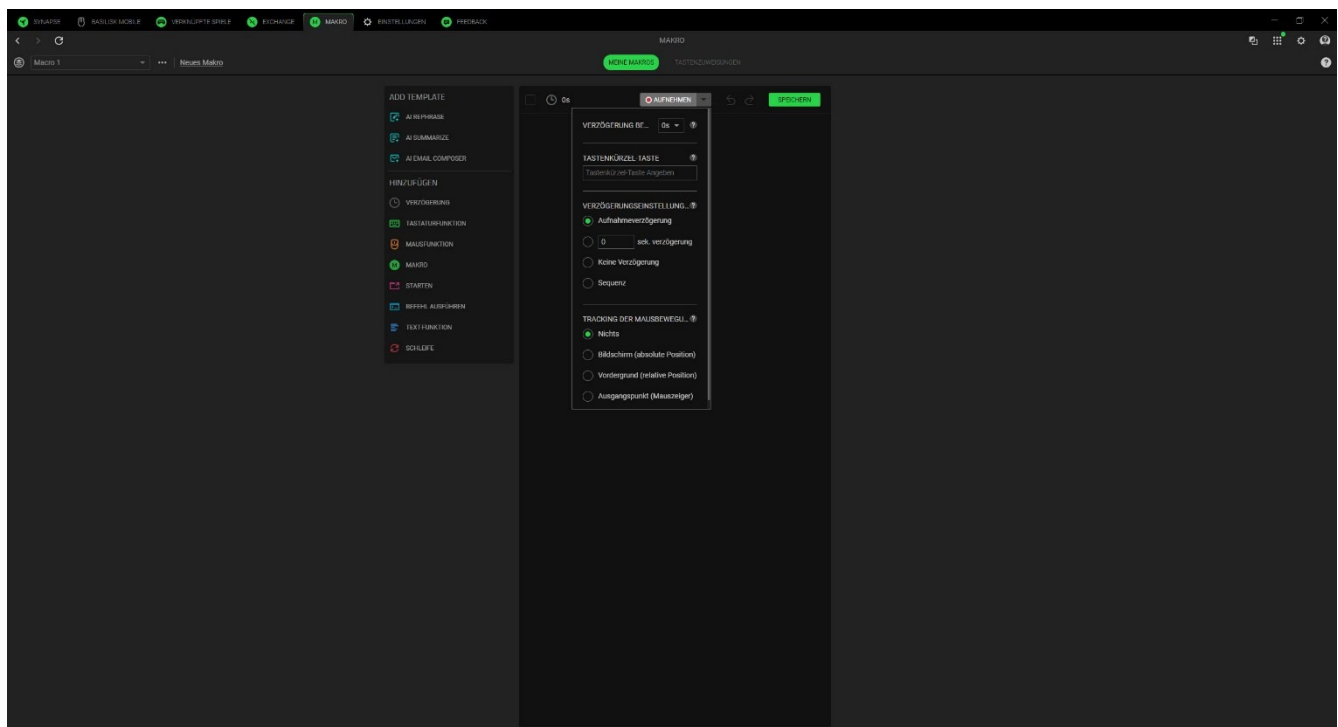 SYNAPSE BASILISK MOBILE VERKNÜPFTE SPIELE EXCHANGE MAKRO EINSTELLUNGEN FEEDBACK
MAKRO
Macro 1 Neues Makro MEINE MAKROS TASTENZUWEISUNGEN
ADD TEMPLATE
AI REPHRASE
AI SUMMARIZE
AI EMAIL COMPOSER
HINZUFÜGEN
VERZÖGERUNG
TASTATURFUNKTION
MAUSFUNKTION
MAKRO
STARTEN
BEFEHL AUSFÜHREN
TEXT FUNKTION
SCHLEIFE
0s AUFNEHMEN SPEICHERN
VERZÖGERUNG BE... 0s
TASTENKÜRZEL-TASTE
Tastenkürzel-Taste Angeben
VERZÖGERUNGSEINSTELLUNG...
Aufnahmeverzögerung
0 sek. verzögerung
Keine Verzögerung
Sequenz
TRACKING DER MAUSBEWEGU...
Nichts
Bildschirm (absolute Position)
Vordergrund (relative Position)
Ausgangspunkt (Mauszeiger)